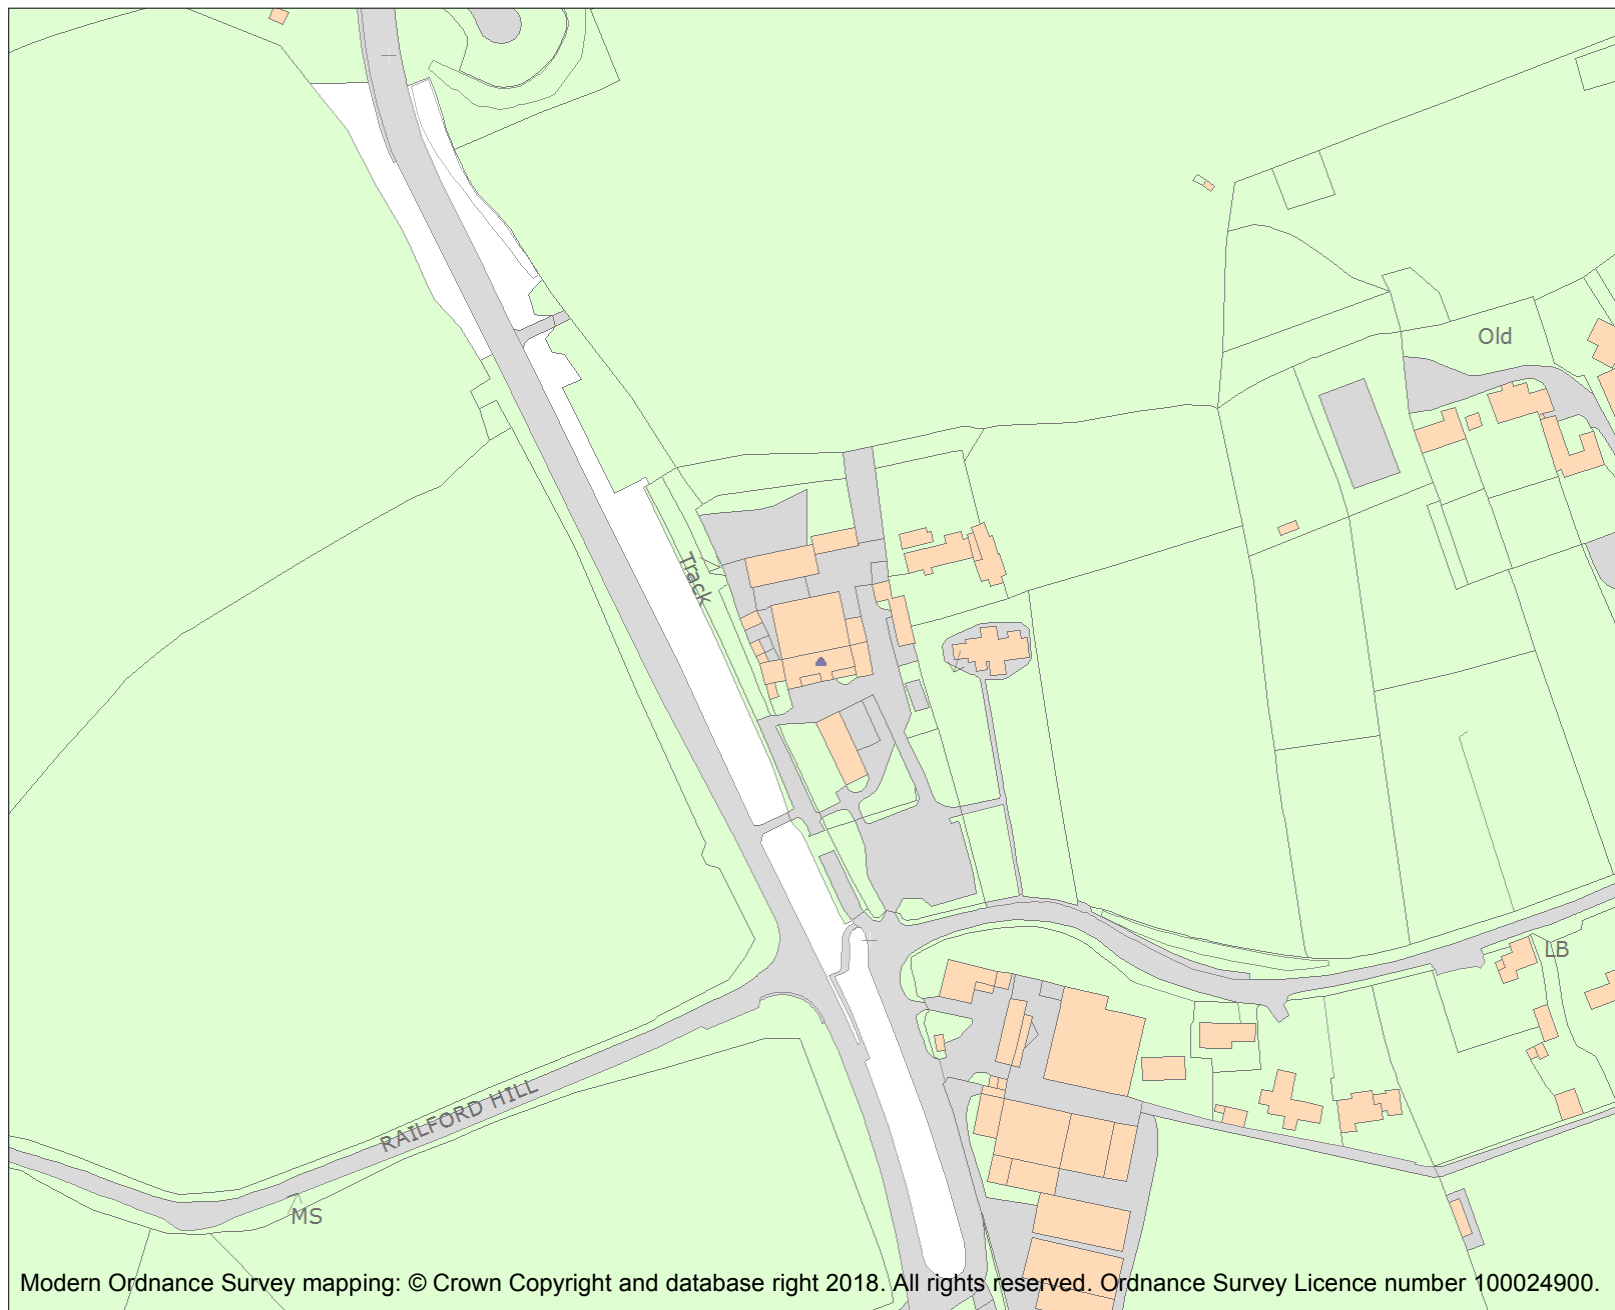 Old
Track
LB
RAILFORD HILL
MS
Modern Ordnance Survey mapping: © Crown Copyright and database right 2018. All rights reserved. Ordnance Survey Licence number 100024900.